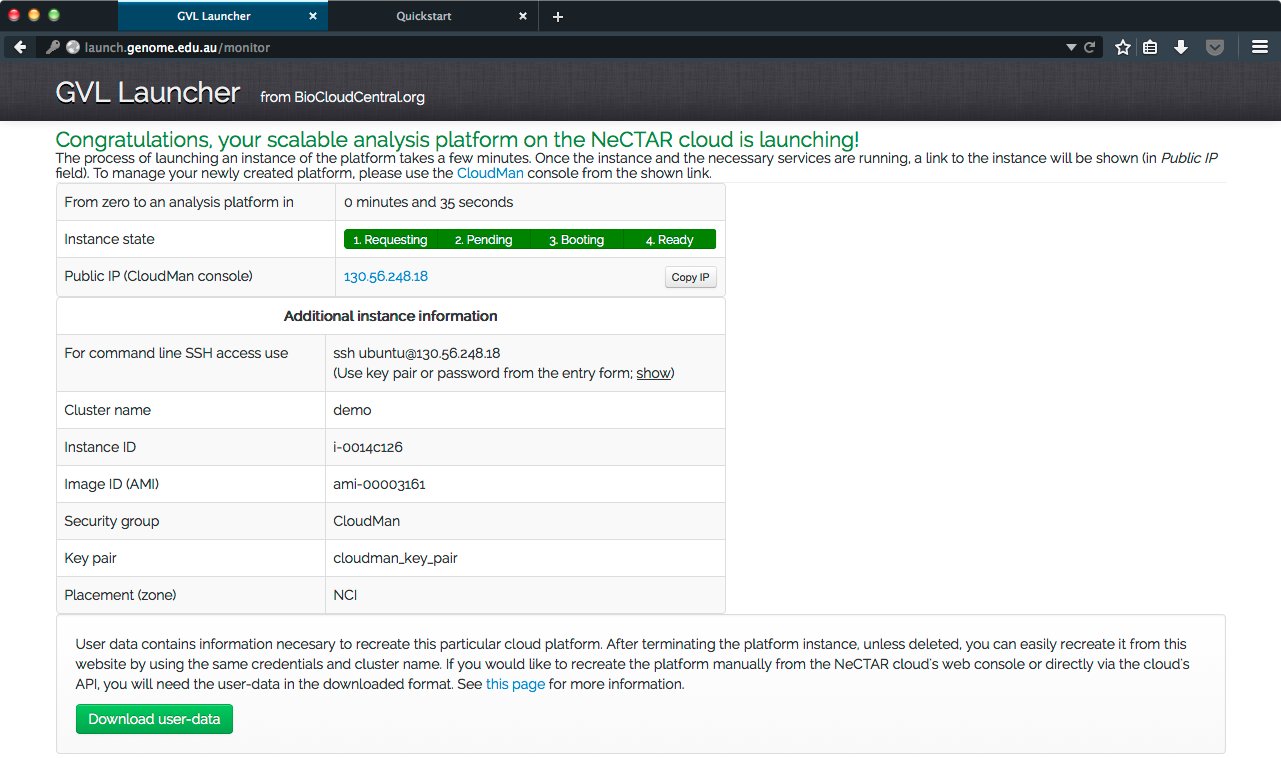 GVL Launcher
Quickstart
launch.genome.edu.au/monitor
GVL Launcher from BioCloudCentral.org
Congratulations, your scalable analysis platform on the NeCTAR cloud is launching!
The process of launching an instance of the platform takes a few minutes. Once the instance and the necessary services are running, a link to the instance will be shown (in Public IP
field). To manage your newly created platform, please use the CloudMan console from the shown link.
From zero to an analysis platform in 0 minutes and 35 seconds
Instance state 1. Requesting 2. Pending 3. Booting 4. Ready
Public IP (CloudMan console) 130.56.248.18 Copy IP
Additional instance information
For command line SSH access use ssh ubuntu@130.56.248.18
(Use key pair or password from the entry form; show)
Cluster name demo
Instance ID i-0014c126
Image ID (AMI) ami-00003161
Security group CloudMan
Key pair cloudman_key_pair
Placement (zone) NCI
User data contains information necesary to recreate this particular cloud platform. After terminating the platform instance, unless deleted, you can easily recreate it from this
website by using the same credentials and cluster name. If you would like to recreate the platform manually from the NeCTAR cloud's web console or directly via the cloud's
API, you will need the user-data in the downloaded format. See this page for more information.
Download user-data